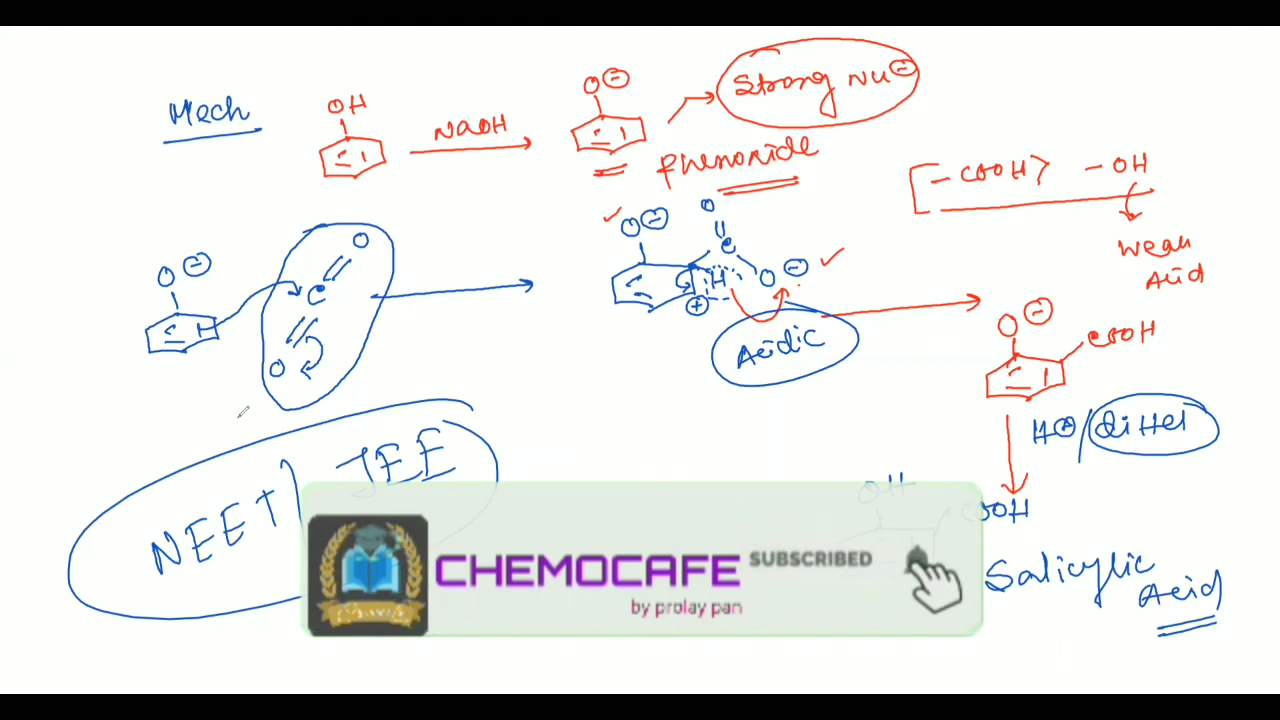 Mech
OH
NaOH
O⊖
Strong Nu⊖
phenoxide
[-COOH> -OH
Weak
Acid
O⊖
H
O
C
O
O⊖
O
C
H
O⊖
⊕
Acidic
O⊖
COOH
H⊕/dil Hcl
NEET/ JEE
OH
COOH
Salicylic
Acid
CHEMOCAFE
SUBSCRIBED
by prolay pan